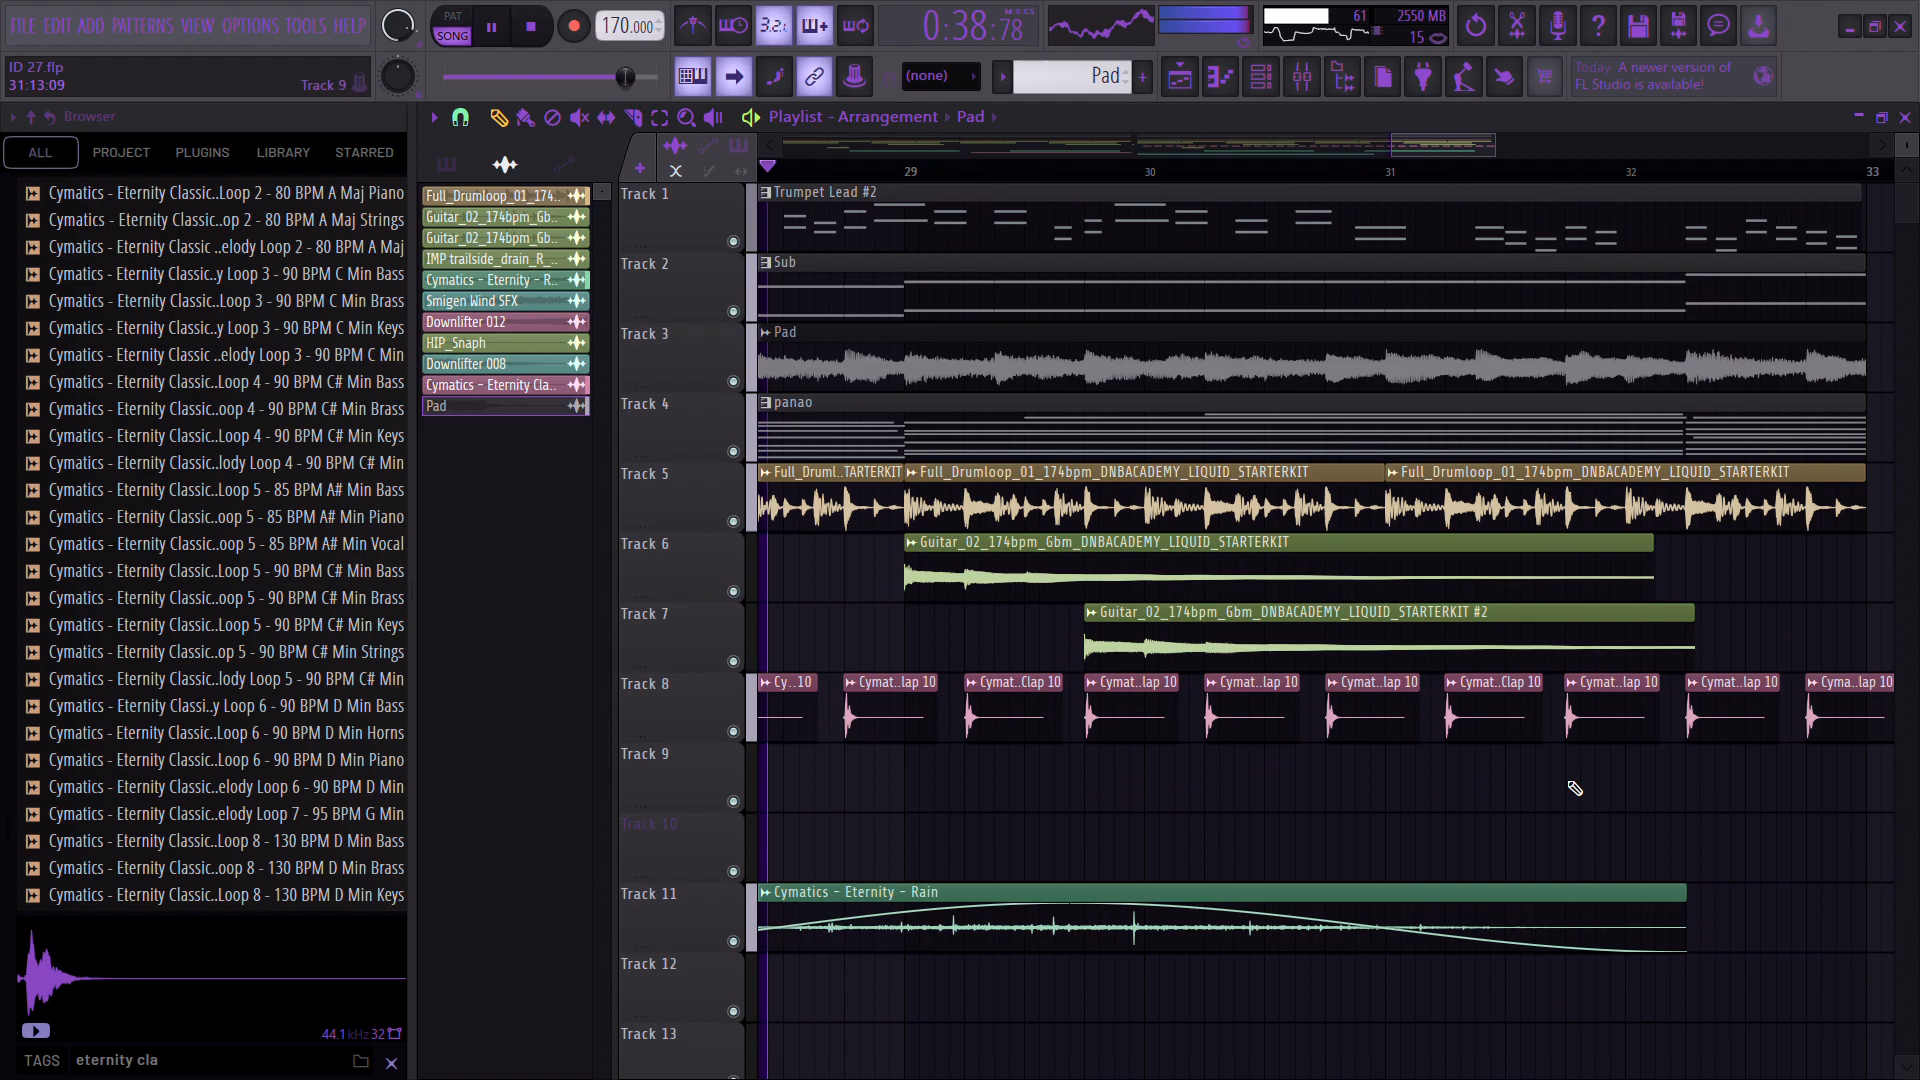 FILE EDIT ADD PATTERNS VIEW OPTIONS TOOLS HELP
PAT
SONG
170.000
3.2.
0:38:78
M:S:CS
61
2550 MB
15
ID 27.flp
31:13:09
Track 9
(none)
Pad
Today A newer version of
FL Studio is available!
Browser
Playlist - Arrangement
Pad
ALL
PROJECT
PLUGINS
LIBRARY
STARRED
Cymatics - Eternity Classic..Loop 2 - 80 BPM A Maj Piano
Cymatics - Eternity Classic..op 2 - 80 BPM A Maj Strings
Cymatics - Eternity Classic ..elody Loop 2 - 80 BPM A Maj
Cymatics - Eternity Classic..y Loop 3 - 90 BPM C Min Bass
Cymatics - Eternity Classic..Loop 3 - 90 BPM C Min Brass
Cymatics - Eternity Classic..y Loop 3 - 90 BPM C Min Keys
Cymatics - Eternity Classic ..elody Loop 3 - 90 BPM C Min
Cymatics - Eternity Classic..Loop 4 - 90 BPM C# Min Bass
Cymatics - Eternity Classic..oop 4 - 90 BPM C# Min Brass
Cymatics - Eternity Classic..Loop 4 - 90 BPM C# Min Keys
Cymatics - Eternity Classic..lody Loop 4 - 90 BPM C# Min
Cymatics - Eternity Classic..Loop 5 - 85 BPM A# Min Bass
Cymatics - Eternity Classic..oop 5 - 85 BPM A# Min Piano
Cymatics - Eternity Classic..oop 5 - 85 BPM A# Min Vocal
Cymatics - Eternity Classic..Loop 5 - 90 BPM C# Min Bass
Cymatics - Eternity Classic..oop 5 - 90 BPM C# Min Brass
Cymatics - Eternity Classic..Loop 5 - 90 BPM C# Min Keys
Cymatics - Eternity Classic..op 5 - 90 BPM C# Min Strings
Cymatics - Eternity Classic..lody Loop 5 - 90 BPM C# Min
Cymatics - Eternity Classi..y Loop 6 - 90 BPM D Min Bass
Cymatics - Eternity Classic..Loop 6 - 90 BPM D Min Horns
Cymatics - Eternity Classic..Loop 6 - 90 BPM D Min Piano
Cymatics - Eternity Classic..elody Loop 6 - 90 BPM D Min
Cymatics - Eternity Classic..elody Loop 7 - 95 BPM G Min
Cymatics - Eternity Classic..Loop 8 - 130 BPM D Min Bass
Cymatics - Eternity Classic..oop 8 - 130 BPM D Min Brass
Cymatics - Eternity Classic..Loop 8 - 130 BPM D Min Keys
44.1kHz 32
TAGS
eternity cla
Full_Drumloop_01_174..
Guitar_02_174bpm_Gb..
Guitar_02_174bpm_Gb..
IMP trailside_drain_R_..
Cymatics - Eternity - R..
Smigen Wind SFX
Downlifter 012
HIP_Snaph
Downlifter 008
Cymatics - Eternity Cla..
Pad
29
30
31
32
33
Track 1
Trumpet Lead #2
Track 2
Sub
Track 3
Pad
Track 4
panao
Track 5
Full_Druml..TARTERKIT
Full_Drumloop_01_174bpm_DNBACADEMY_LIQUID_STARTERKIT
Full_Drumloop_01_174bpm_DNBACADEMY_LIQUID_STARTERKIT
Track 6
Guitar_02_174bpm_Gbm_DNBACADEMY_LIQUID_STARTERKIT
Track 7
Guitar_02_174bpm_Gbm_DNBACADEMY_LIQUID_STARTERKIT #2
Track 8
Cy..10
Cymat..lap 10
Cymat..Clap 10
Cymat..lap 10
Cymat..lap 10
Cymat..lap 10
Cymat..Clap 10
Cymat..lap 10
Cymat..lap 10
Cyma..lap 10
Track 9
Track 10
Track 11
Cymatics - Eternity - Rain
Track 12
Track 13